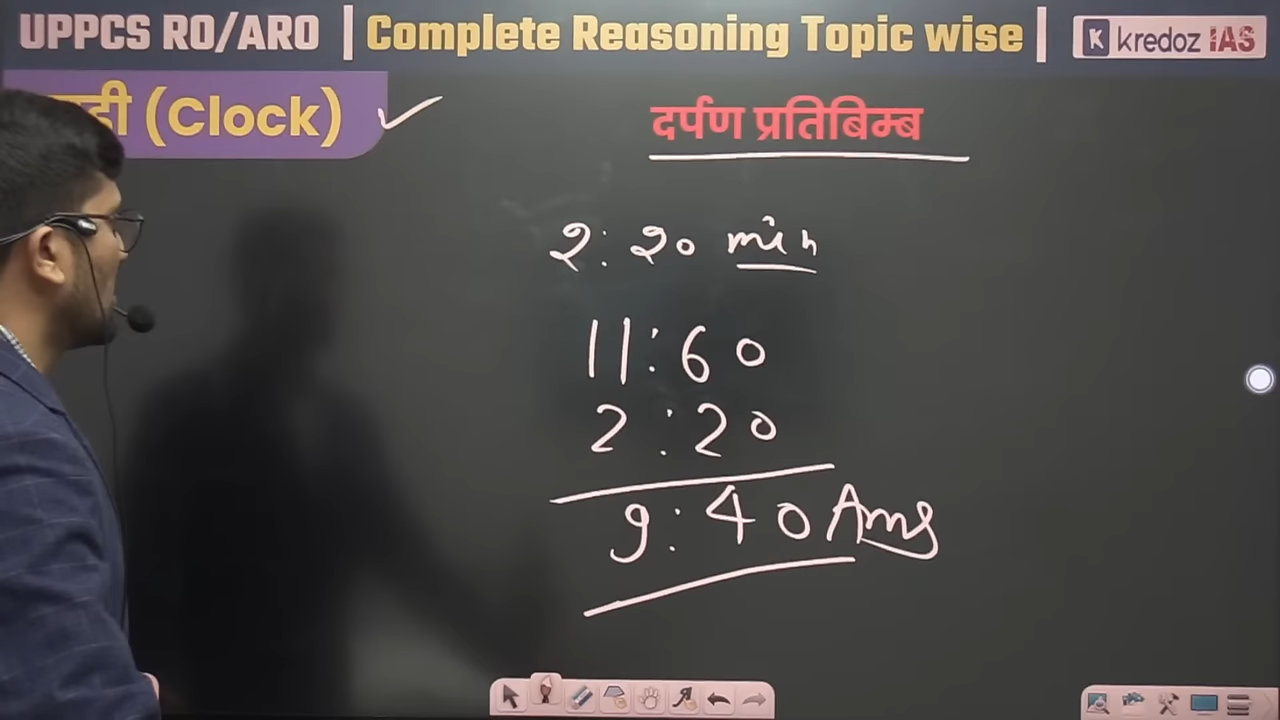 UPPCS RO/ARO | Complete Reasoning Topic wise | K kredoz IAS
ड़ी (Clock) ✓
दर्पण प्रतिबिम्ब
2: 20 min
11:60
2:20
9:40 Ans